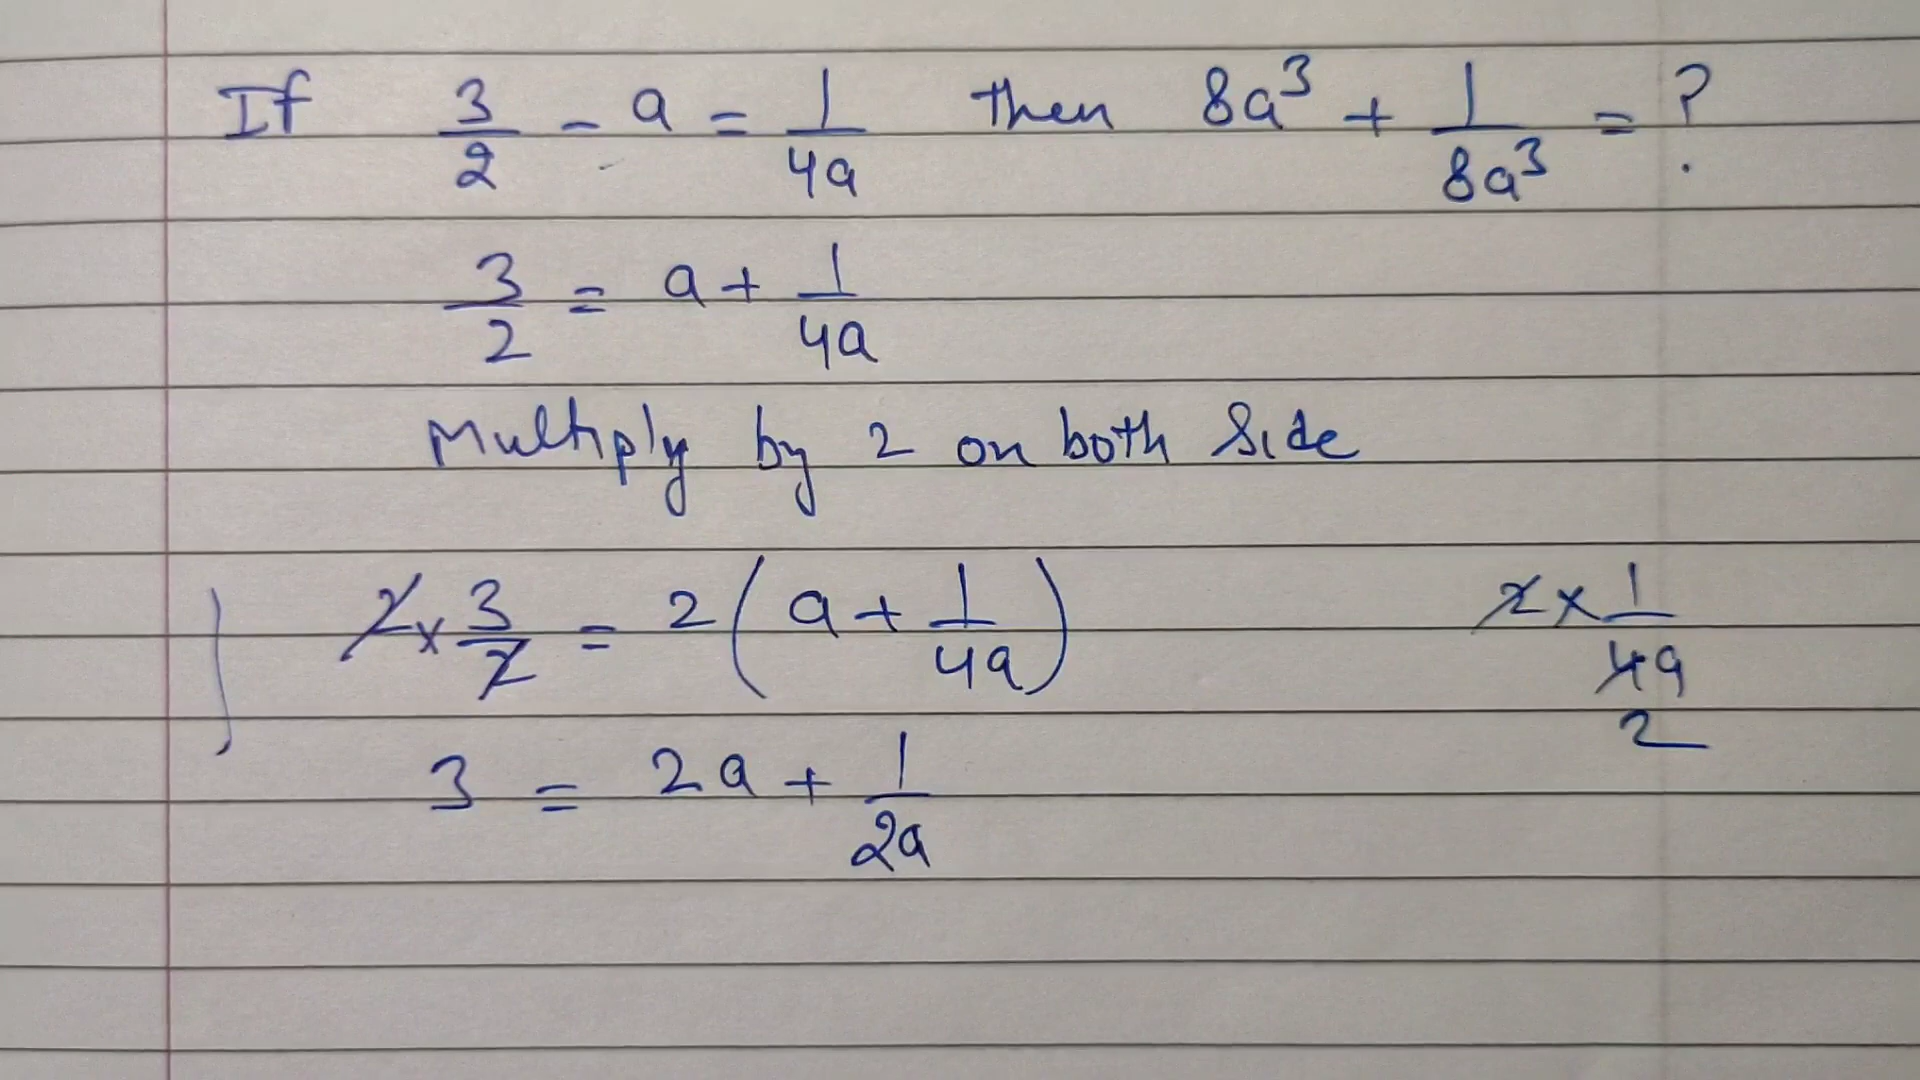 If 3/2 - a = 1/4a then 8a³ + 1/8a³ = ?
3/2 = a + 1/4a
Multiply by 2 on both Side
2 x 3/2 = 2(a + 1/4a) 2 x 1/4a
2
3 = 2a + 1/2a